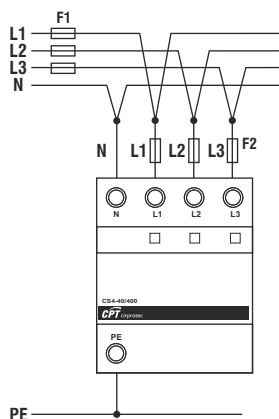 F1
L1
L2
L3
N
N L1 L2 L3 F2
N L1 L2 L3
CS4-40/400
CPT cirprotec
PE
PE